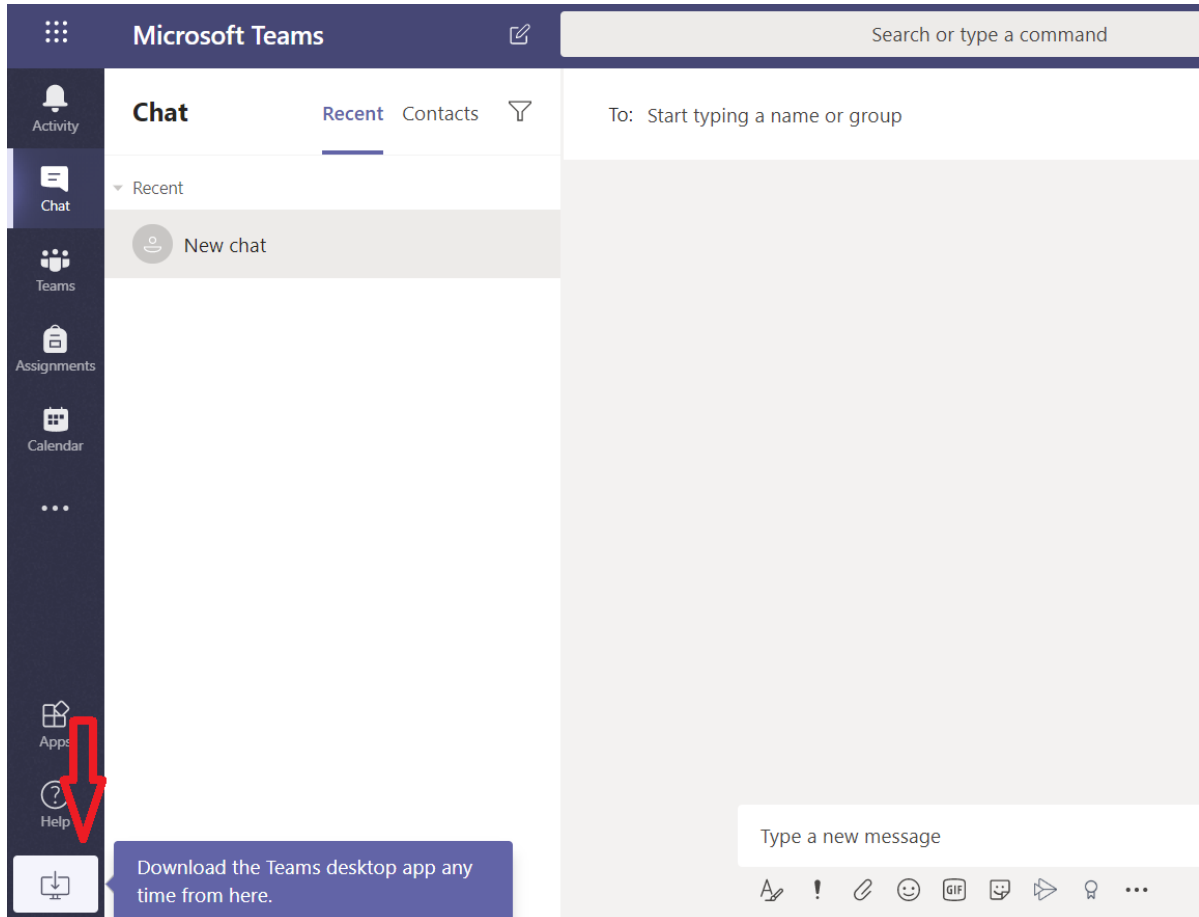 Microsoft Teams
Search or type a command
Activity
Chat
Teams
Assignments
Calendar
Apps
Help
Chat
Recent
Contacts
Recent
New chat
To: Start typing a name or group
Type a new message
GIF
Download the Teams desktop app any
time from here.